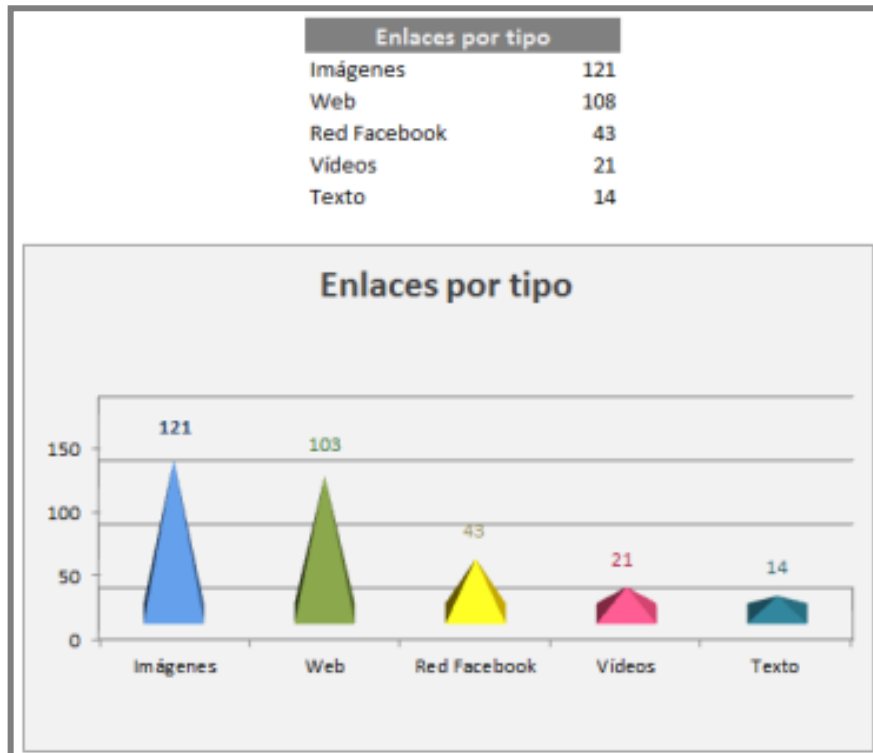 Enlaces por tipo
Imágenes 121
Web 108
Red Facebook 43
Vídeos 21
Texto 14
Enlaces por tipo
121
103
43
21
14
150
100
50
0
Imágenes Web Red Facebook Vídeos Texto